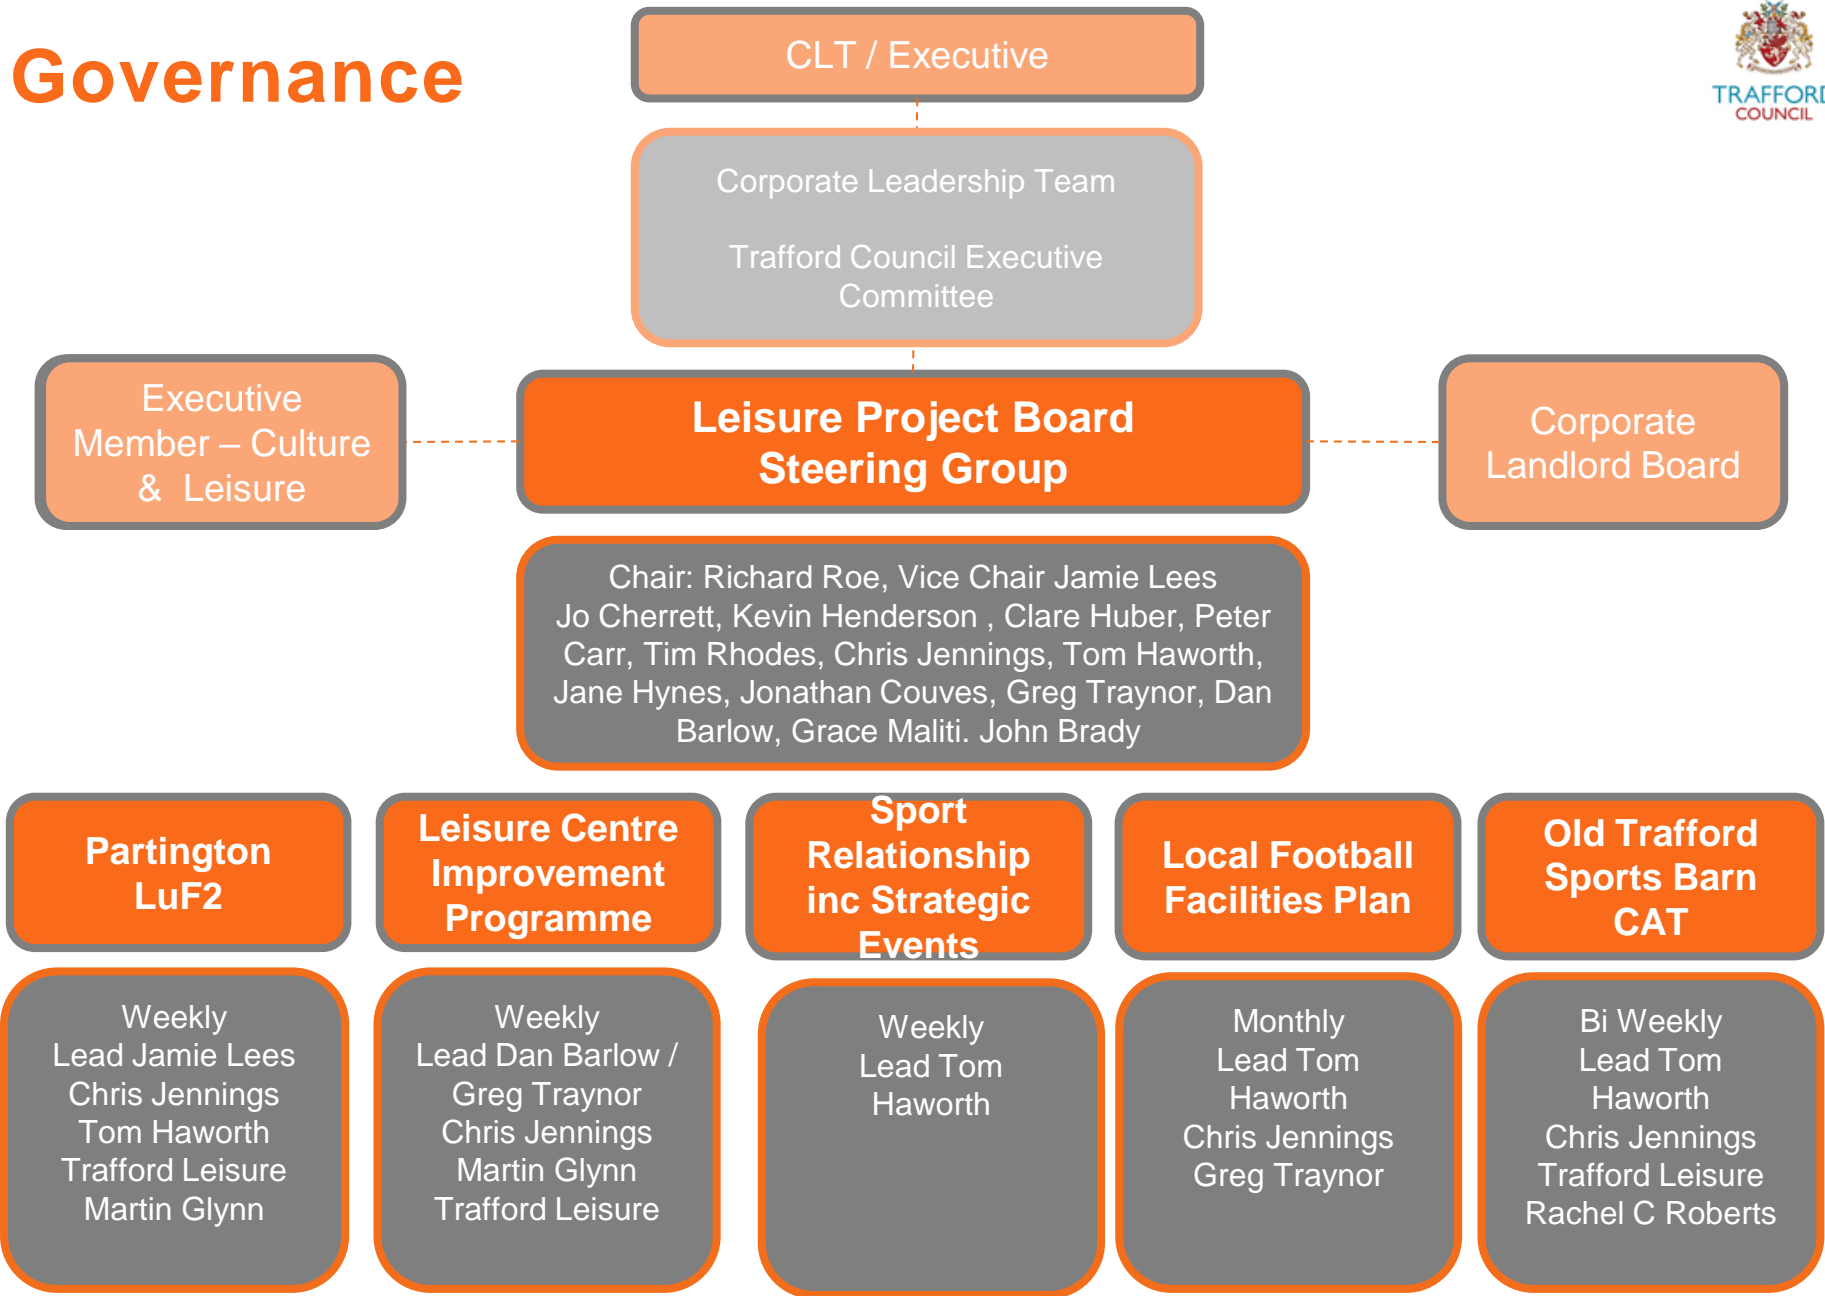 Governance
CLT / Executive
TRAFFORD
COUNCIL
Corporate Leadership Team
Trafford Council Executive
Committee
Executive
Member – Culture
& Leisure
Leisure Project Board
Steering Group
Corporate
Landlord Board
Chair: Richard Roe, Vice Chair Jamie Lees
Jo Cherrett, Kevin Henderson , Clare Huber, Peter
Carr, Tim Rhodes, Chris Jennings, Tom Haworth,
Jane Hynes, Jonathan Couves, Greg Traynor, Dan
Barlow, Grace Maliti. John Brady
Partington
LuF2
Leisure Centre
Improvement
Programme
Sport
Relationship
inc Strategic
Events
Local Football
Facilities Plan
Old Trafford
Sports Barn
CAT
Weekly
Lead Jamie Lees
Chris Jennings
Tom Haworth
Trafford Leisure
Martin Glynn
Weekly
Lead Dan Barlow /
Greg Traynor
Chris Jennings
Martin Glynn
Trafford Leisure
Weekly
Lead Tom
Haworth
Monthly
Lead Tom
Haworth
Chris Jennings
Greg Traynor
Bi Weekly
Lead Tom
Haworth
Chris Jennings
Trafford Leisure
Rachel C Roberts